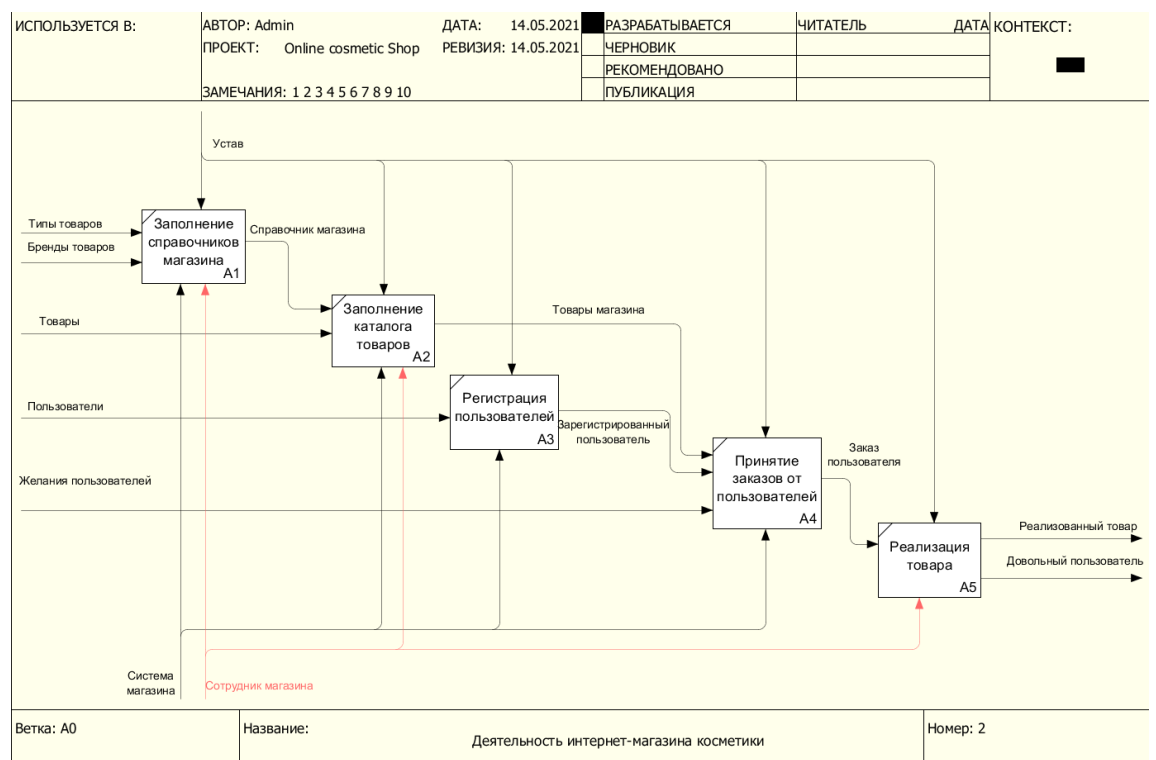 ИСПОЛЬЗУЕТСЯ В:
АВТОР: Admin
ДАТА: 14.05.2021
РАЗРАБАТЫВАЕТСЯ
ЧИТАТЕЛЬ
ДАТА
КОНТЕКСТ:
ПРОЕКТ: Online cosmetic Shop
РЕВИЗИЯ: 14.05.2021
ЧЕРНОВИК
РЕКОМЕНДОВАНО
ЗАМЕЧАНИЯ: 1 2 3 4 5 6 7 8 9 10
ПУБЛИКАЦИЯ
Устав
Типы товаров
Бренды товаров
Заполнение
справочников
магазина
A1
Справочник магазина
Товары
Заполнение
каталога
товаров
A2
Товары магазина
Пользователи
Регистрация
пользователей
A3
Зарегистрированный
пользователь
Желания пользователей
Принятие
заказов от
пользователей
A4
Заказ
пользователя
Реализация
товара
A5
Реализованный товар
Довольный пользователь
Система
магазина
Сотрудник магазина
Ветка: A0
Название:
Деятельность интернет-магазина косметики
Номер: 2